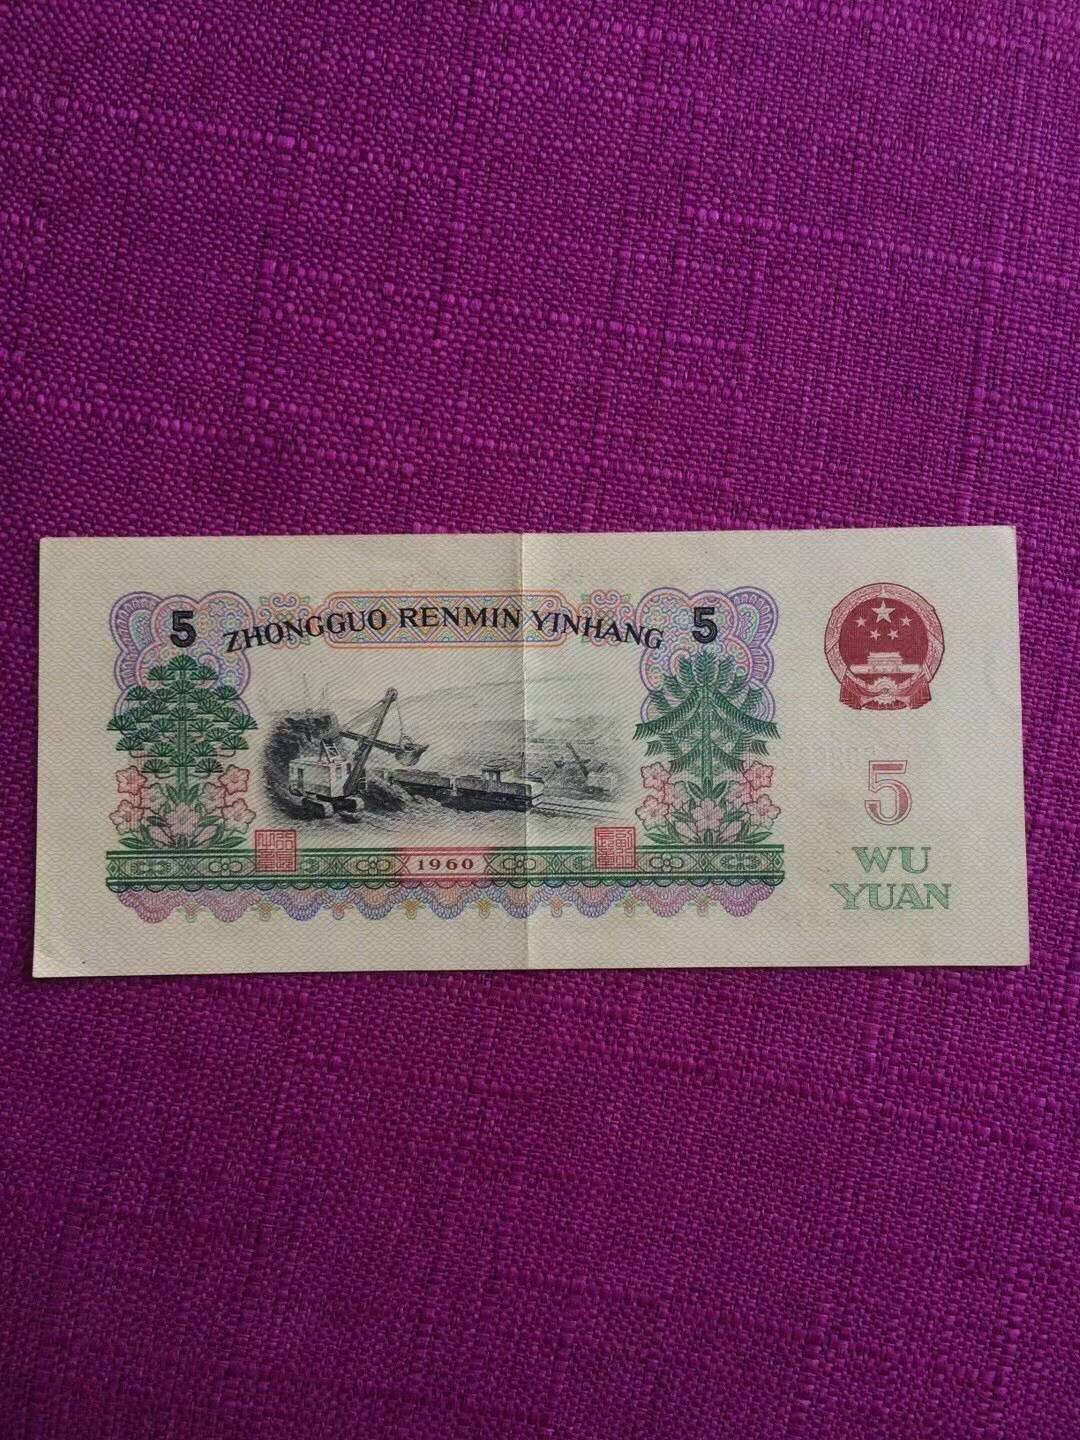 5 ZHONGGUO RENMIN YINHANG 5
5
1960
WU
YUAN